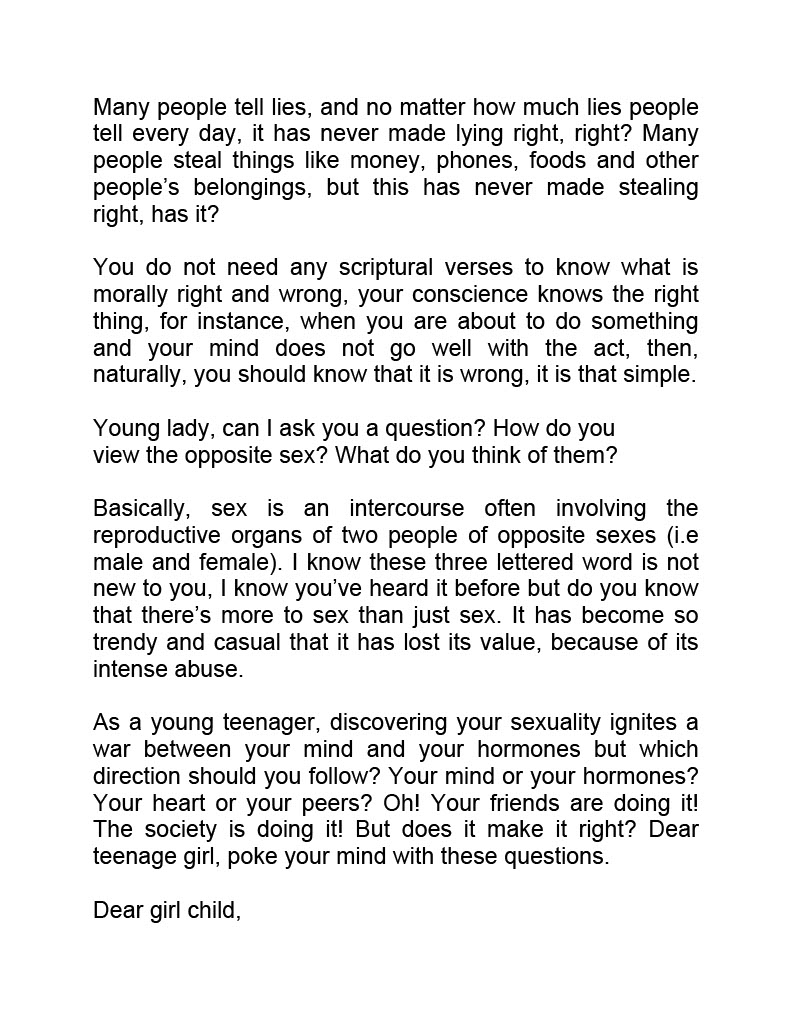 Many people tell lies, and no matter how much lies people
tell every day, it has never made lying right, right? Many
people steal things like money, phones, foods and other
people’s belongings, but this has never made stealing
right, has it?
You do not need any scriptural verses to know what is
morally right and wrong, your conscience knows the right
thing, for instance, when you are about to do something
and your mind does not go well with the act, then,
naturally, you should know that it is wrong, it is that simple.
Young lady, can I ask you a question? How do you
view the opposite sex? What do you think of them?
Basically, sex is an intercourse often involving the
reproductive organs of two people of opposite sexes (i.e
male and female). I know these three lettered word is not
new to you, I know you’ve heard it before but do you know
that there’s more to sex than just sex. It has become so
trendy and casual that it has lost its value, because of its
intense abuse.
As a young teenager, discovering your sexuality ignites a
war between your mind and your hormones but which
direction should you follow? Your mind or your hormones?
Your heart or your peers? Oh! Your friends are doing it!
The society is doing it! But does it make it right? Dear
teenage girl, poke your mind with these questions.
Dear girl child,